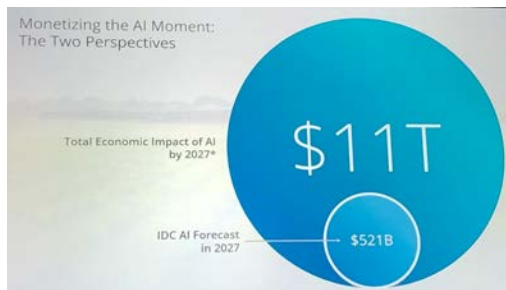 Monetizing the AI Moment:
The Two Perspectives
$11T
Total Economic Impact of AI
by 2027*
IDC AI Forecast
in 2027
$521B